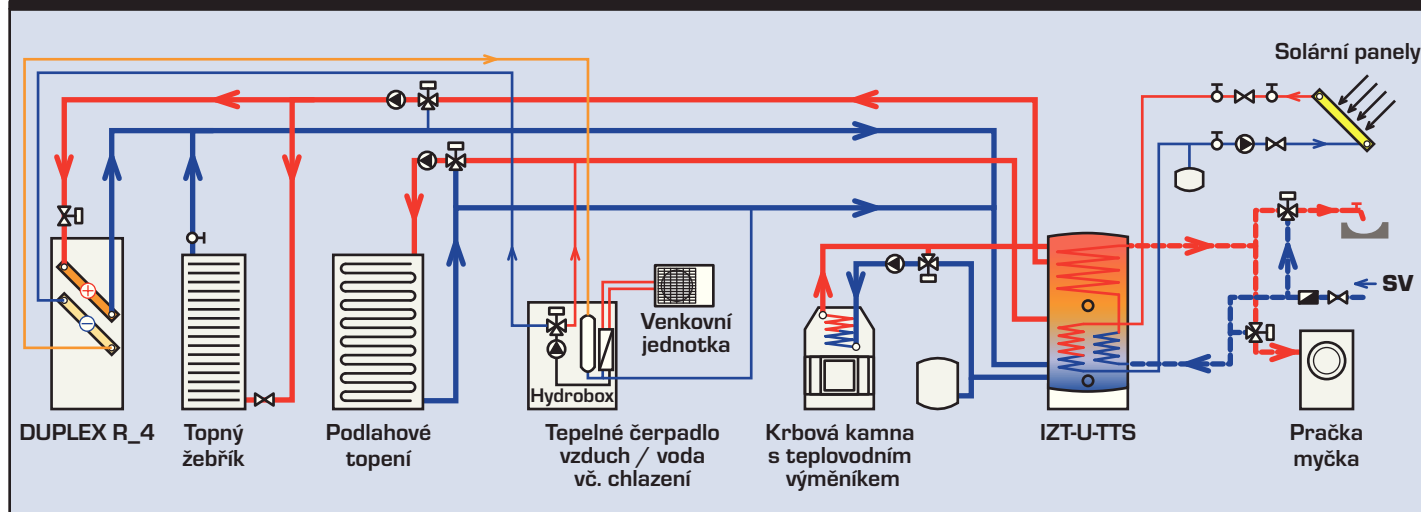 Solární panely
SV
Venkovní
jednotka
Hydrobox
DUPLEX R_4
Topný
žebřík
Podlahové
topení
Tepelné čerpadlo
vzduch / voda
vč. chlazení
Krbová kamna
s teplovodním
výměníkem
IZT-U-TTS
Pračka
myčka